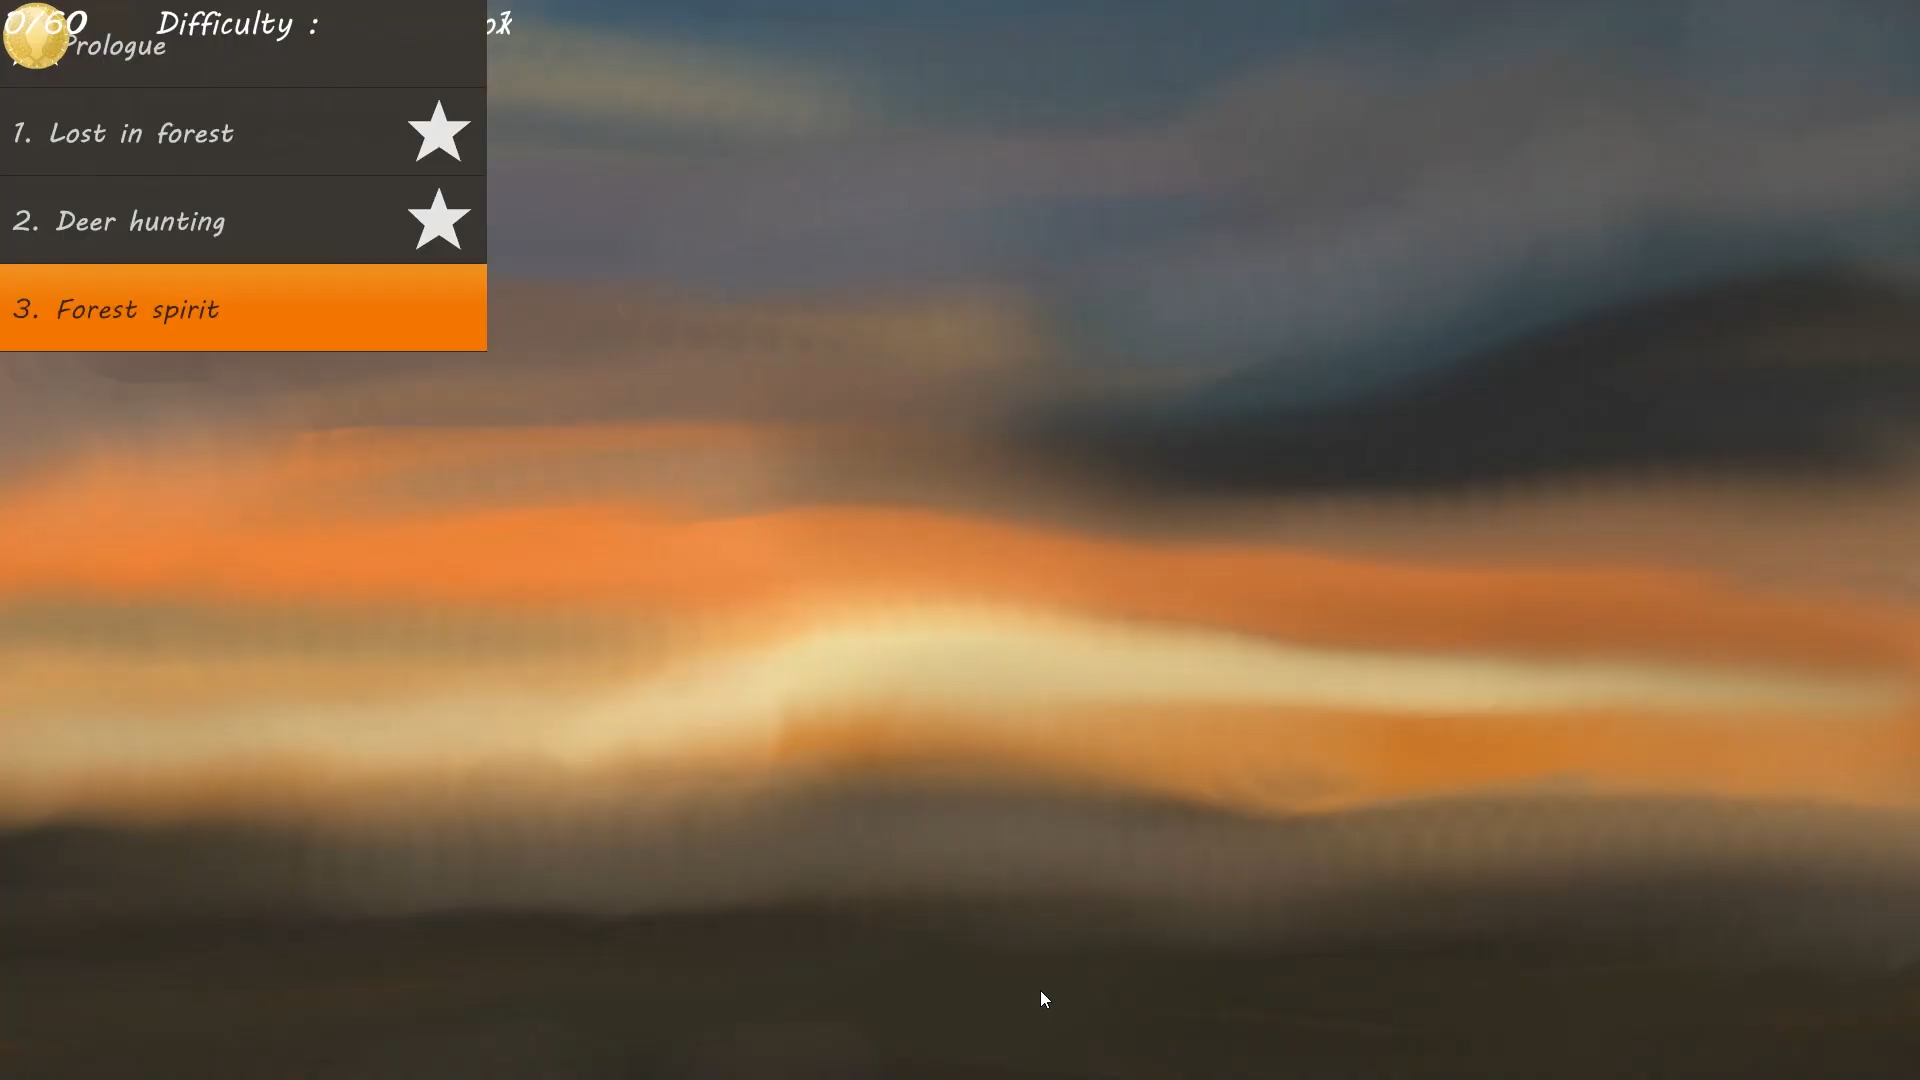 0/60 Difficulty :
Prologue
1. Lost in forest
2. Deer hunting
3. Forest spirit